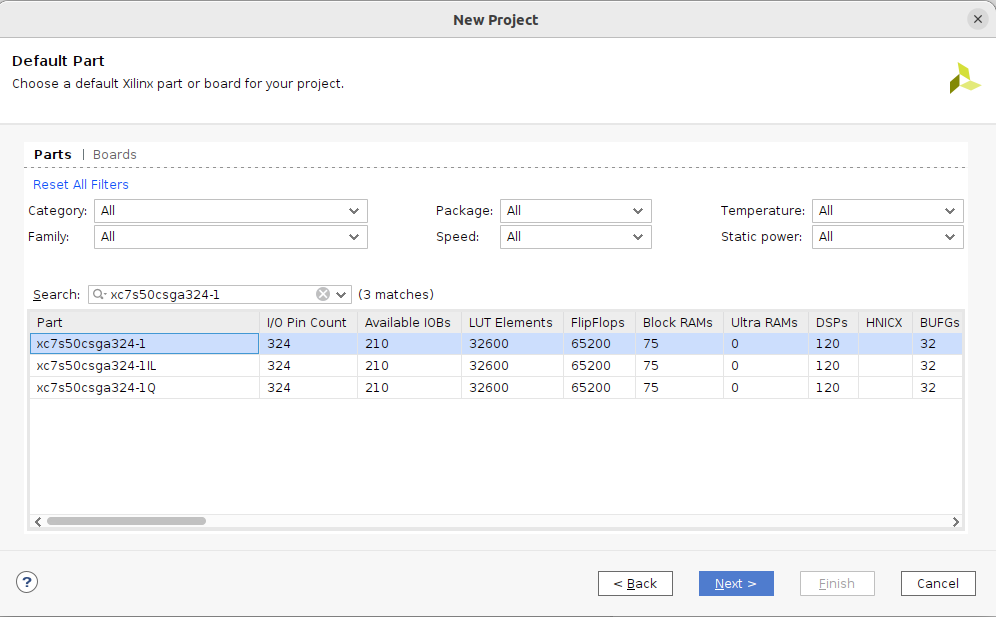 New Project
Default Part
Choose a default Xilinx part or board for your project.
Parts | Boards
Reset All Filters
Category: All Package: All Temperature: All
Family: All Speed: All Static power: All
Search: xc7s50csga324-1 (3 matches)
Part I/O Pin Count Available IOBs LUT Elements FlipFlops Block RAMs Ultra RAMs DSPs HNICX BUFGs
xc7s50csga324-1 324 210 32600 65200 75 0 120 32
xc7s50csga324-1IL 324 210 32600 65200 75 0 120 32
xc7s50csga324-1Q 324 210 32600 65200 75 0 120 32
? < Back Next > Finish Cancel